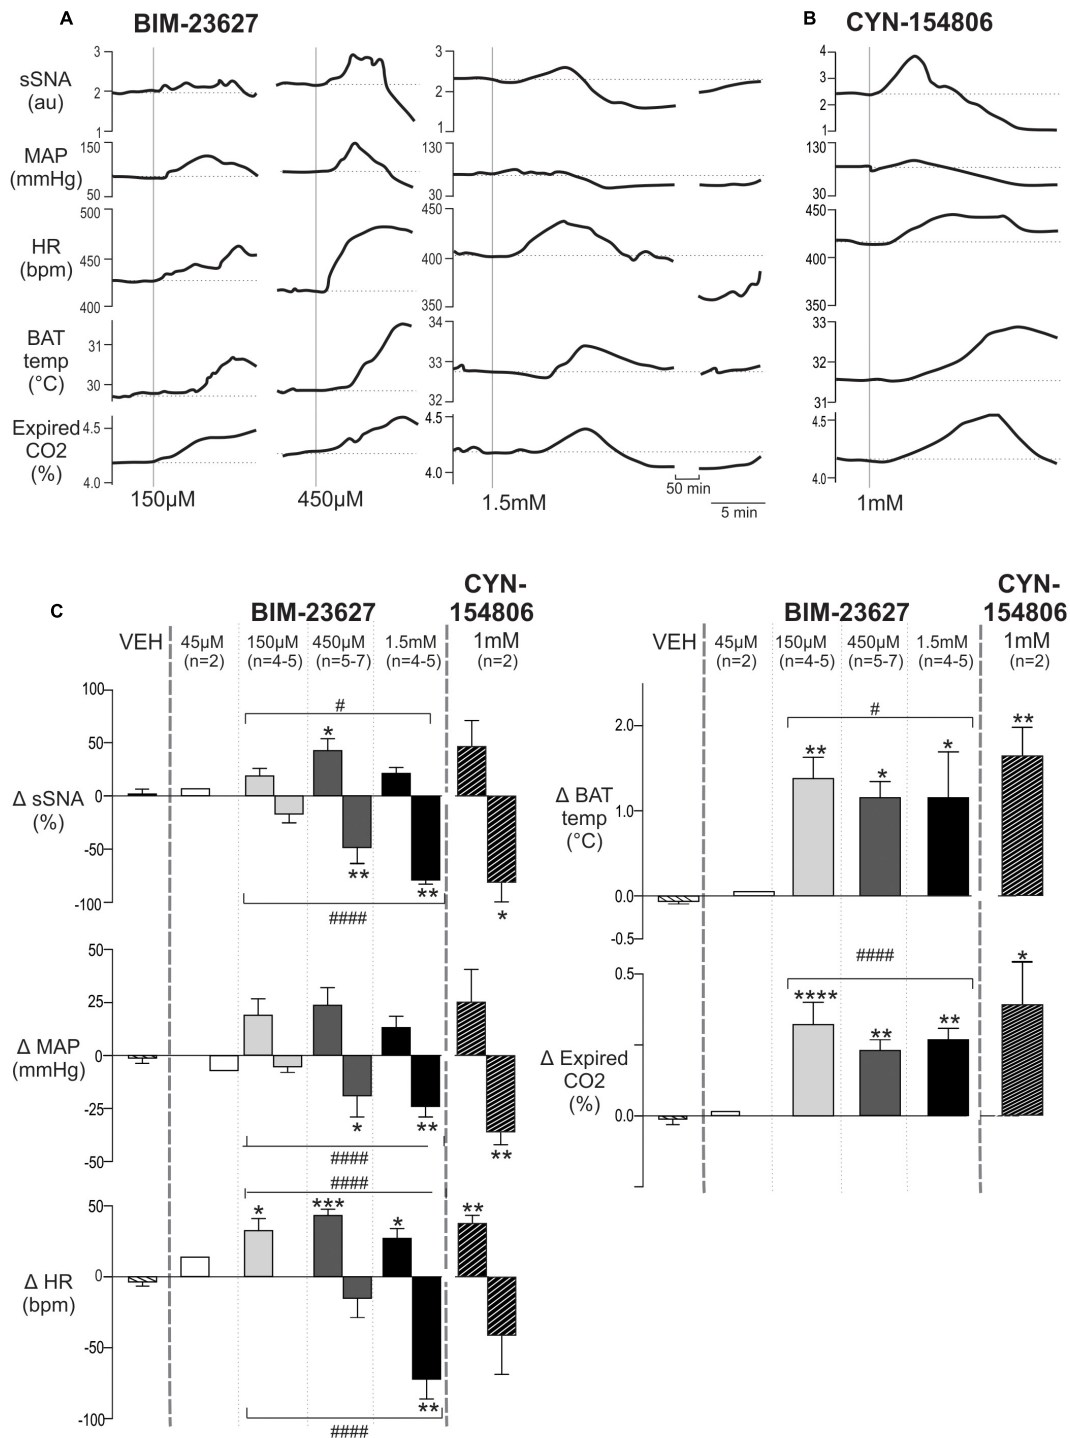 A
BIM-23627
B
CYN-154806
sSNA
(au)
3
2
1
3
2
1
4
3
2
1
MAP
(mmHg)
150
50
130
30
130
30
HR
(bpm)
500
450
400
450
400
350
450
400
350
BAT
temp
(°C)
31
30
34
33
32
33
32
31
Expired
CO2
(%)
4.5
4.0
4.5
4.0
4.5
4.0
150µM
450µM
1.5mM
50 min
5 min
1mM
C
BIM-23627
CYN-
154806
VEH
45µM
(n=2)
150µM
(n=4-5)
450µM
(n=5-7)
1.5mM
(n=4-5)
1mM
(n=2)
Δ sSNA
(%)
100
50
0
-50
-100
#
*
**
**
*
####
Δ MAP
(mmHg)
50
25
0
-25
-50
*
**
**
####
Δ HR
(bpm)
50
0
-50
-100
####
*
***
*
**
**
####
BIM-23627
CYN-
154806
VEH
45µM
(n=2)
150µM
(n=4-5)
450µM
(n=5-7)
1.5mM
(n=4-5)
1mM
(n=2)
Δ BAT
temp
(°C)
2.0
1.0
0.0
-0.5
#
**
*
*
**
Δ Expired
CO2
(%)
0.5
0.0
####
****
**
**
*